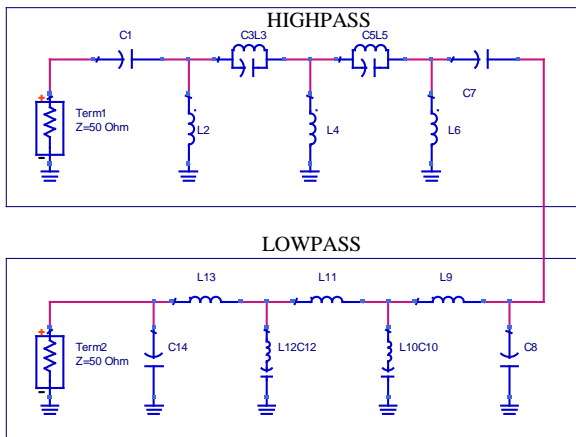 HIGHPASS
C1
C3L3
C5L5
C7
Term1
Z=50 Ohm
L2
L4
L6
LOWPASS
L13
L11
L9
Term2
Z=50 Ohm
C14
L12C12
L10C10
C8